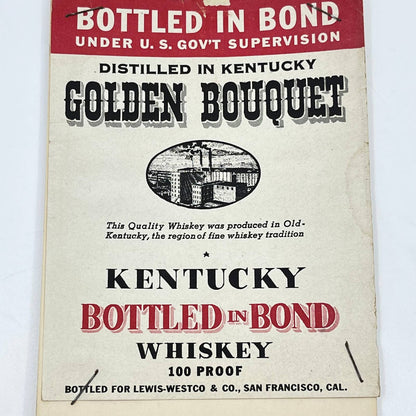 BOTTLED IN BOND
UNDER U. S. GOV'T SUPERVISION
DISTILLED IN KENTUCKY
GOLDEN BOUQUET
This Quality Whiskey was produced in Old-
Kentucky, the region of fine whiskey tradition
KENTUCKY
BOTTLED IN BOND
WHISKEY
100 PROOF
BOTTLED FOR LEWIS-WESTCO & CO., SAN FRANCISCO, CAL.